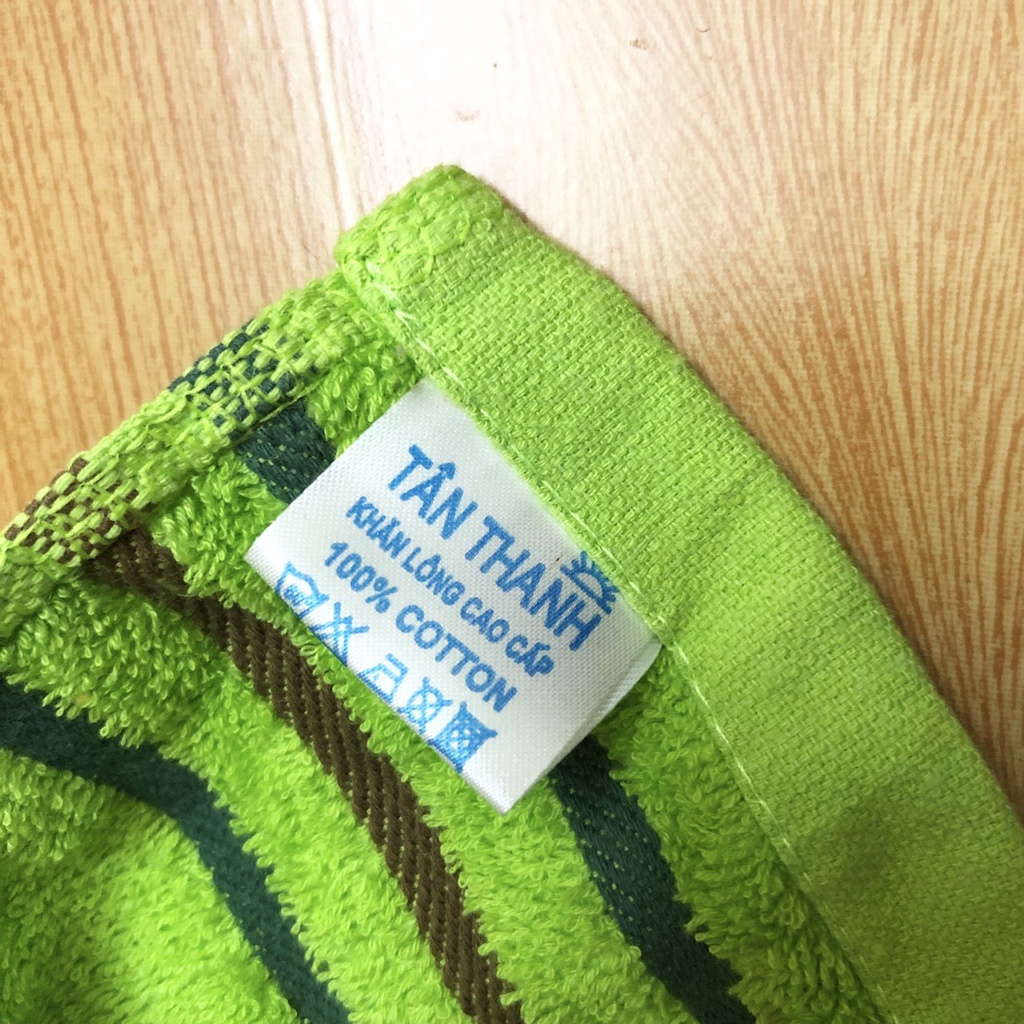 TÂN THANH
KHĂN LÔNG CAO CẤP
100% COTTON